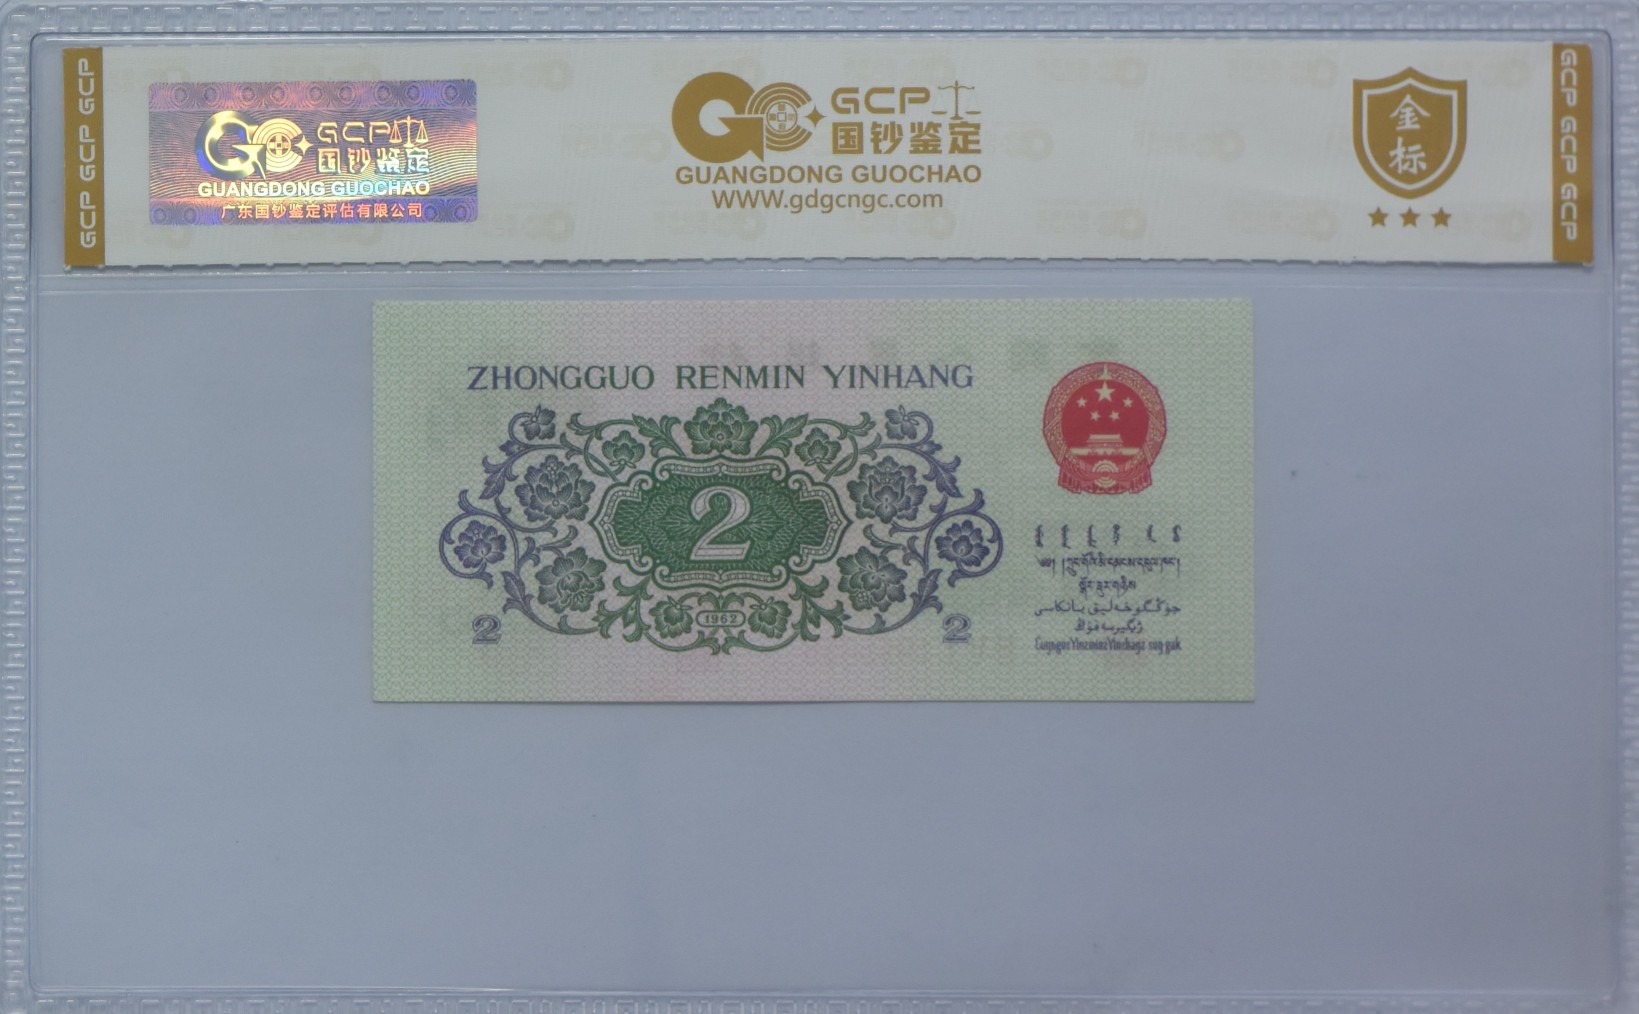 GCP GCP GCP
GCP 国钞鉴定
GUANGDONG GUOCHAO
广东国钞鉴定评估有限公司
GCP
国钞鉴定
GUANGDONG GUOCHAO
www.gdgcngc.com
金标
GCP GCP GCP
ZHONGGUO RENMIN YINHANG
2
1962
2
2